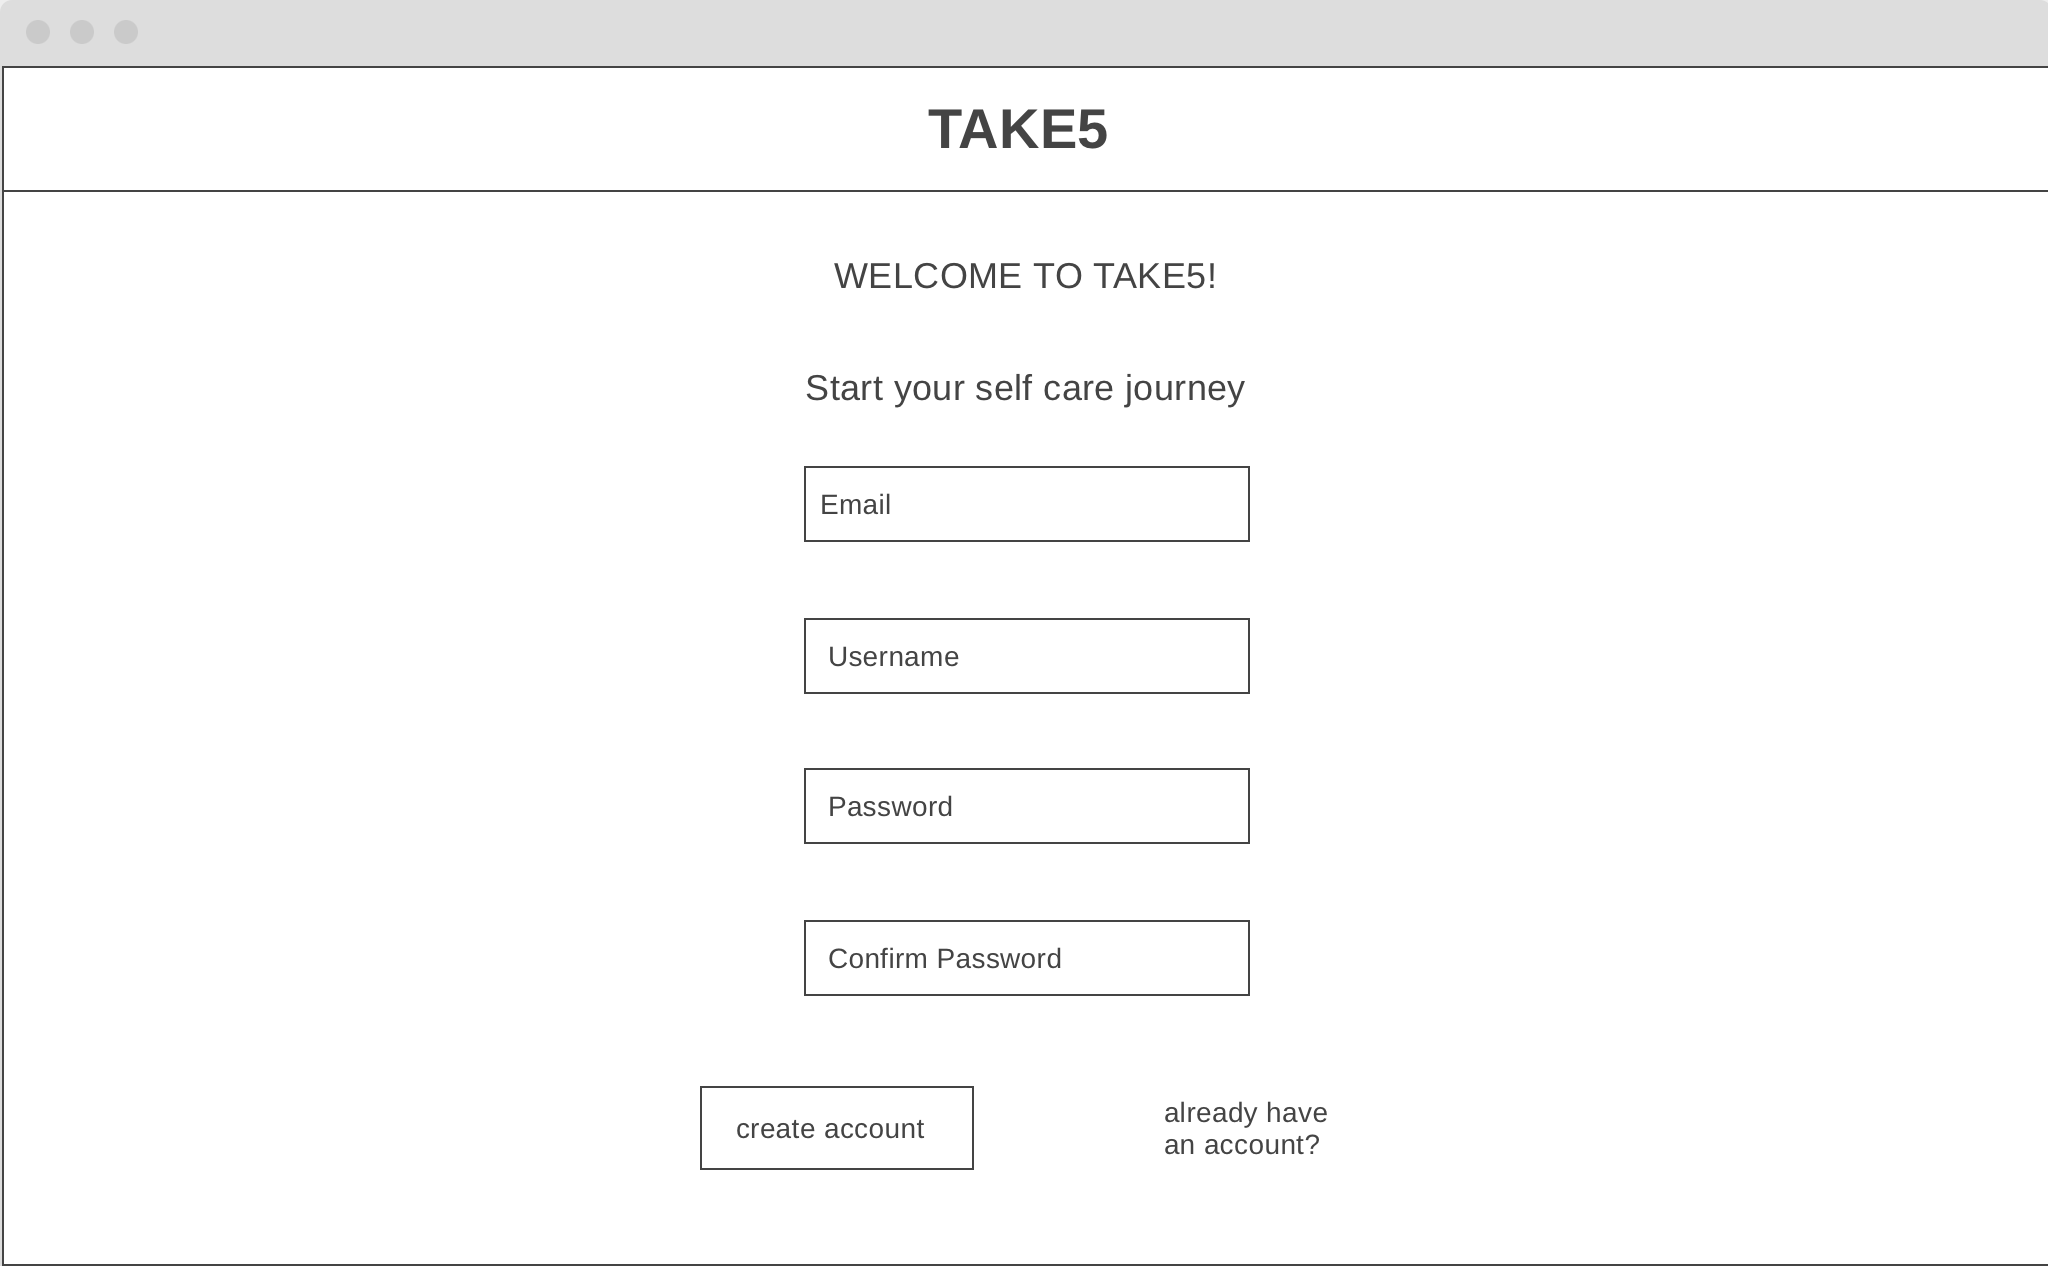 TAKE5
WELCOME TO TAKE5!
Start your self care journey
Email
Username
Password
Confirm Password
create account
already have
an account?